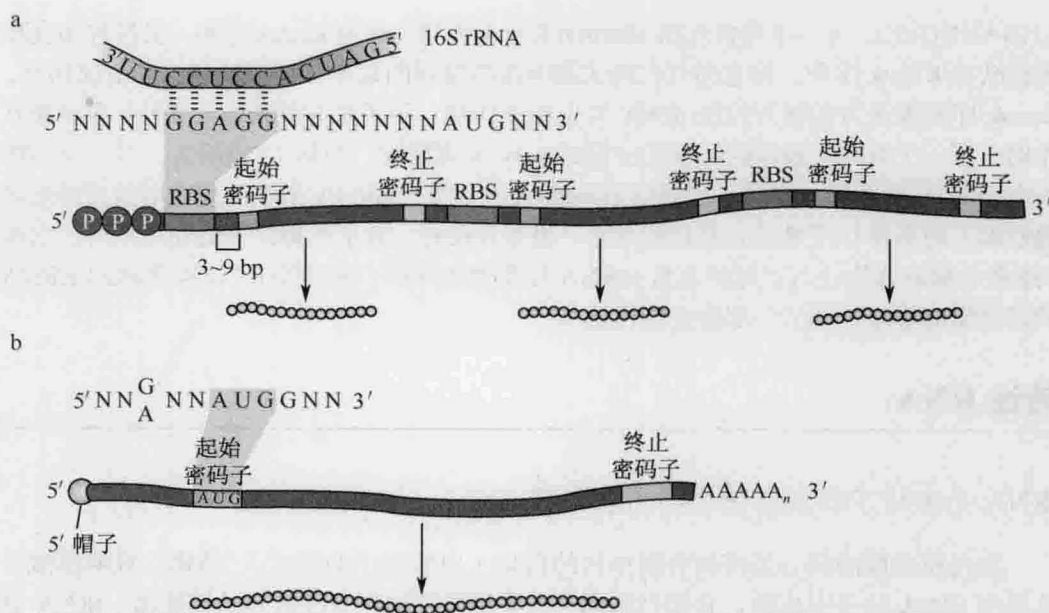 a
3′UUCCUCCACUAG5′ 16S rRNA
5′ NNNNGGAGGNNNNNNNAUGNN3′
RBS
起始
密码子
终止
密码子
RBS
起始
密码子
终止
密码子
RBS
起始
密码子
终止
密码子
5′ P P P 3′
3~9 bp
b
5′ NN G/A NNAUGGNN 3′
起始
密码子
终止
密码子
5′ AUG AAAAAn 3′
5′ 帽子